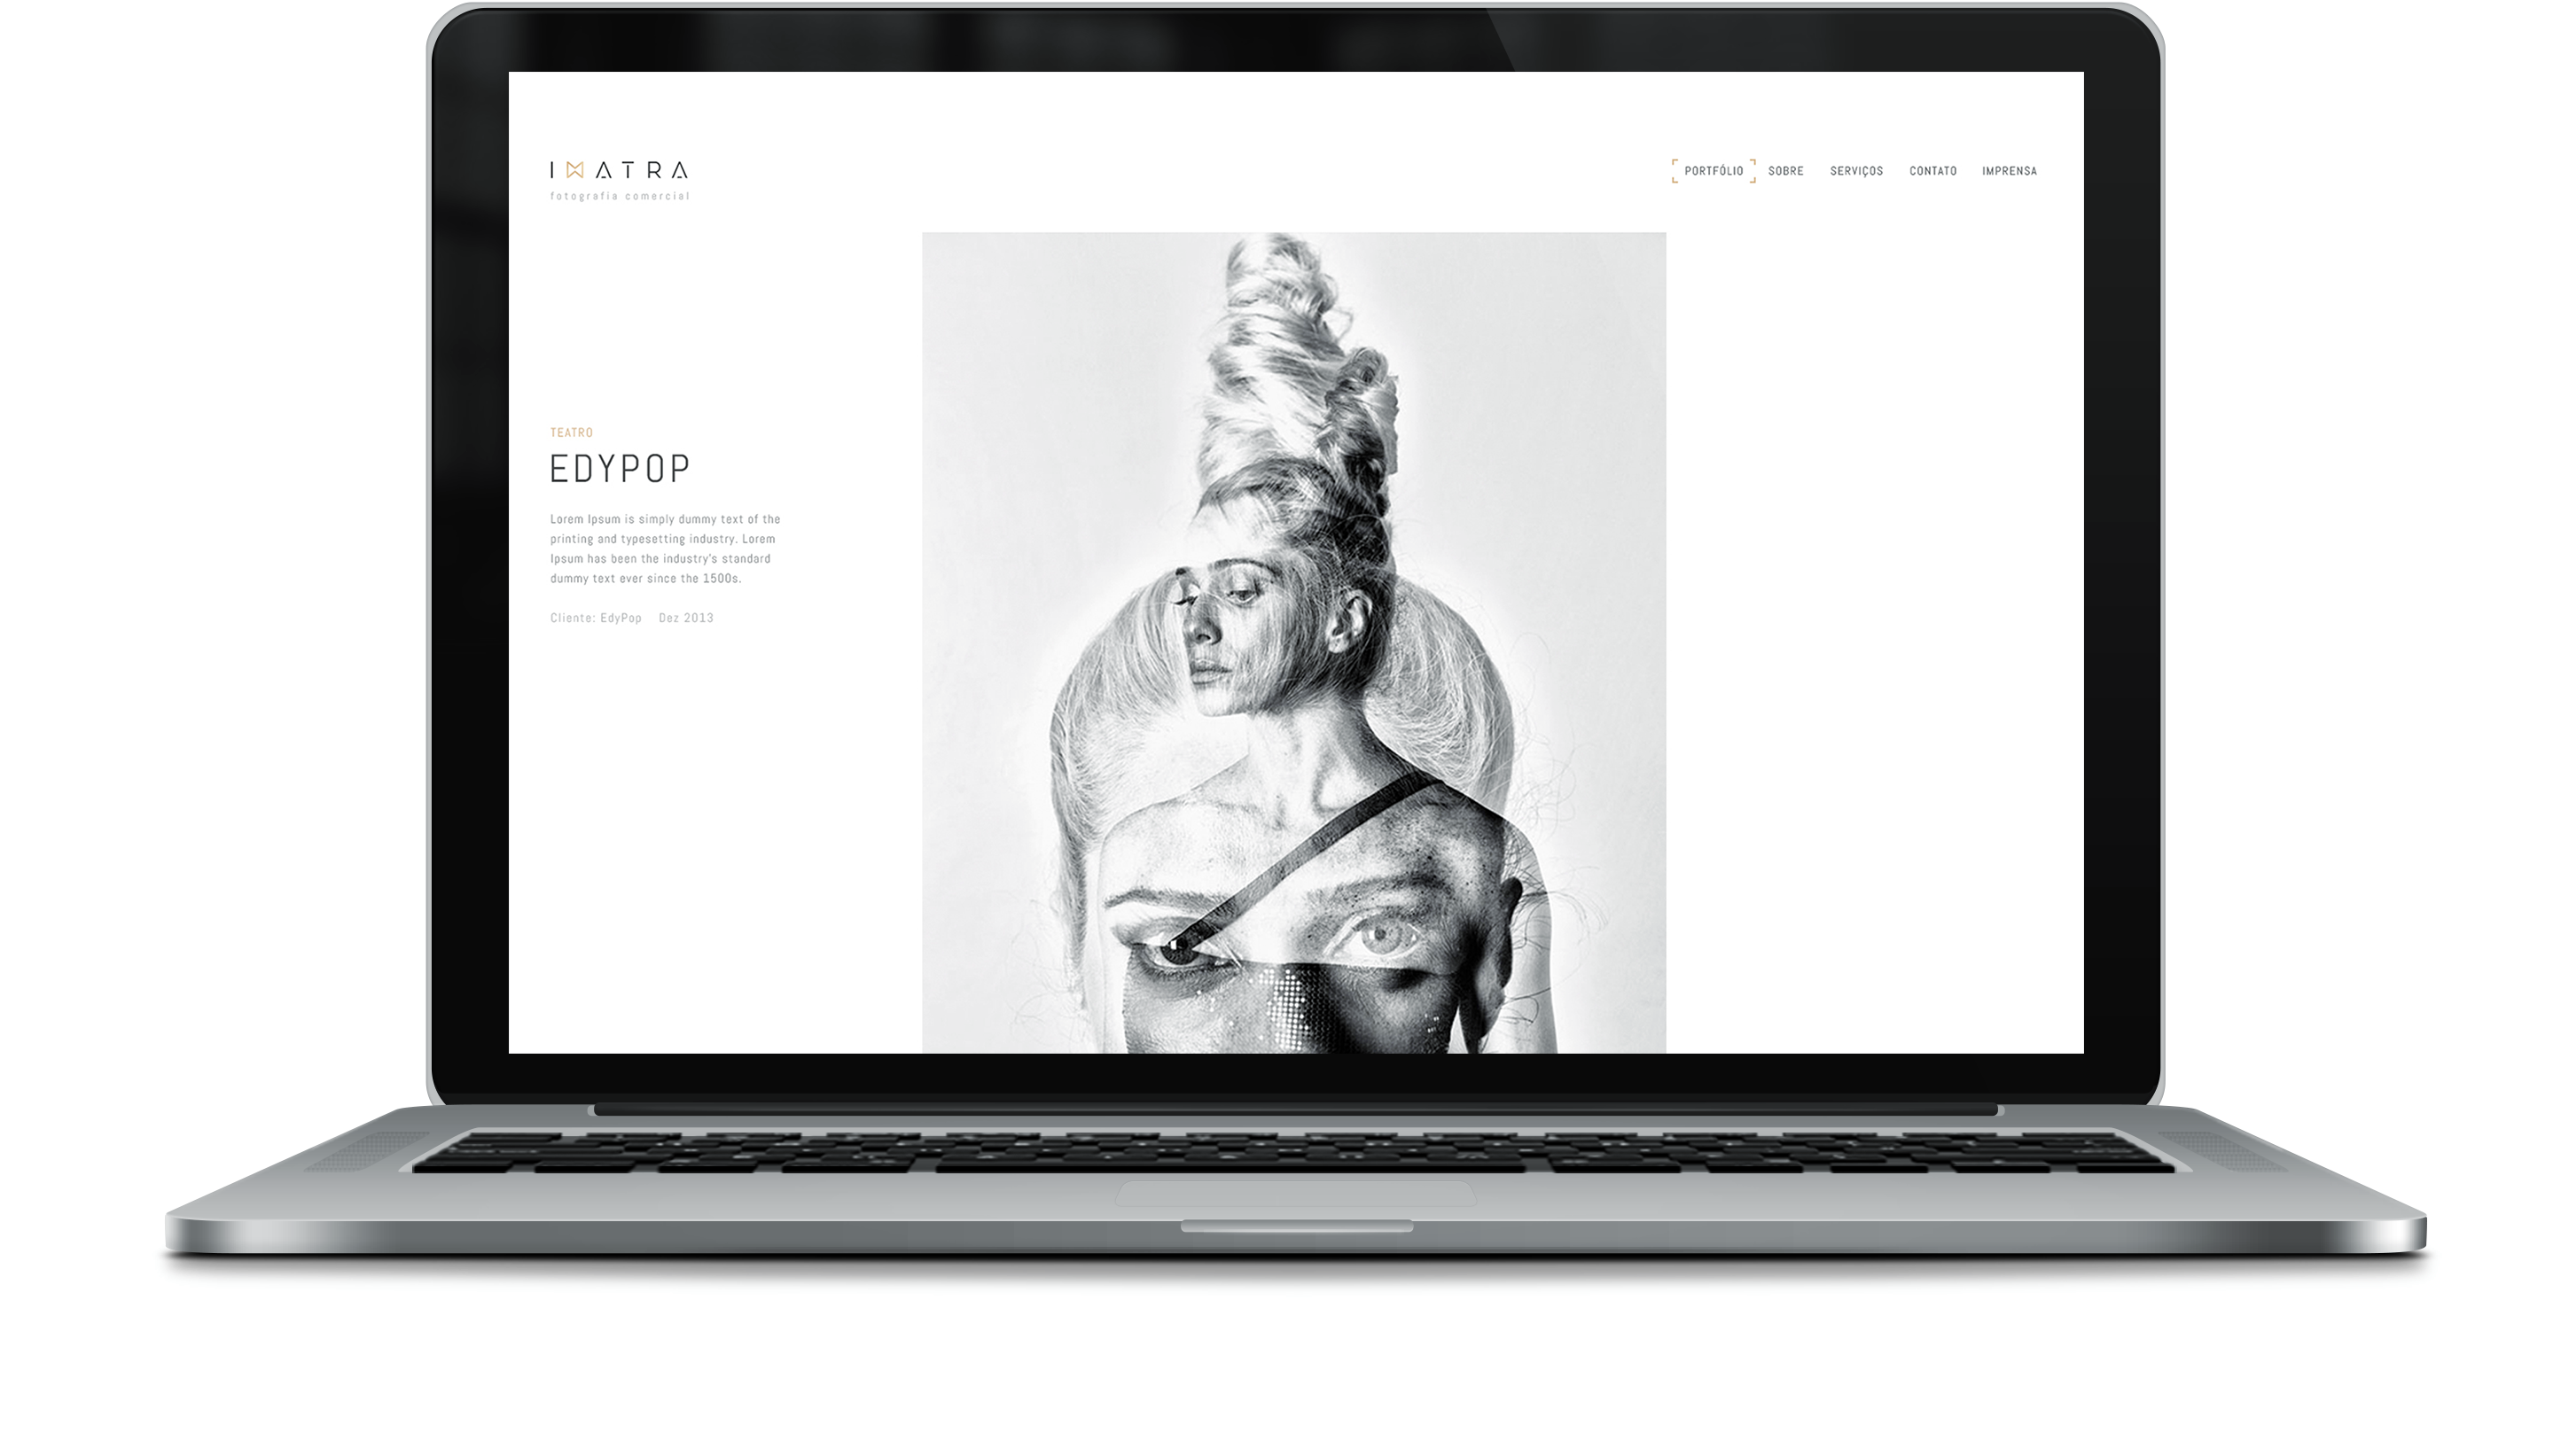 IMATRA
fotografia comercial
PORTFÓLIO SOBRE SERVIÇOS CONTATO IMPRENSA
TEATRO
EDYPOP
Lorem Ipsum is simply dummy text of the
printing and typesetting industry. Lorem
Ipsum has been the industry's standard
dummy text ever since the 1500s.
Cliente: EdyPop Dez 2013